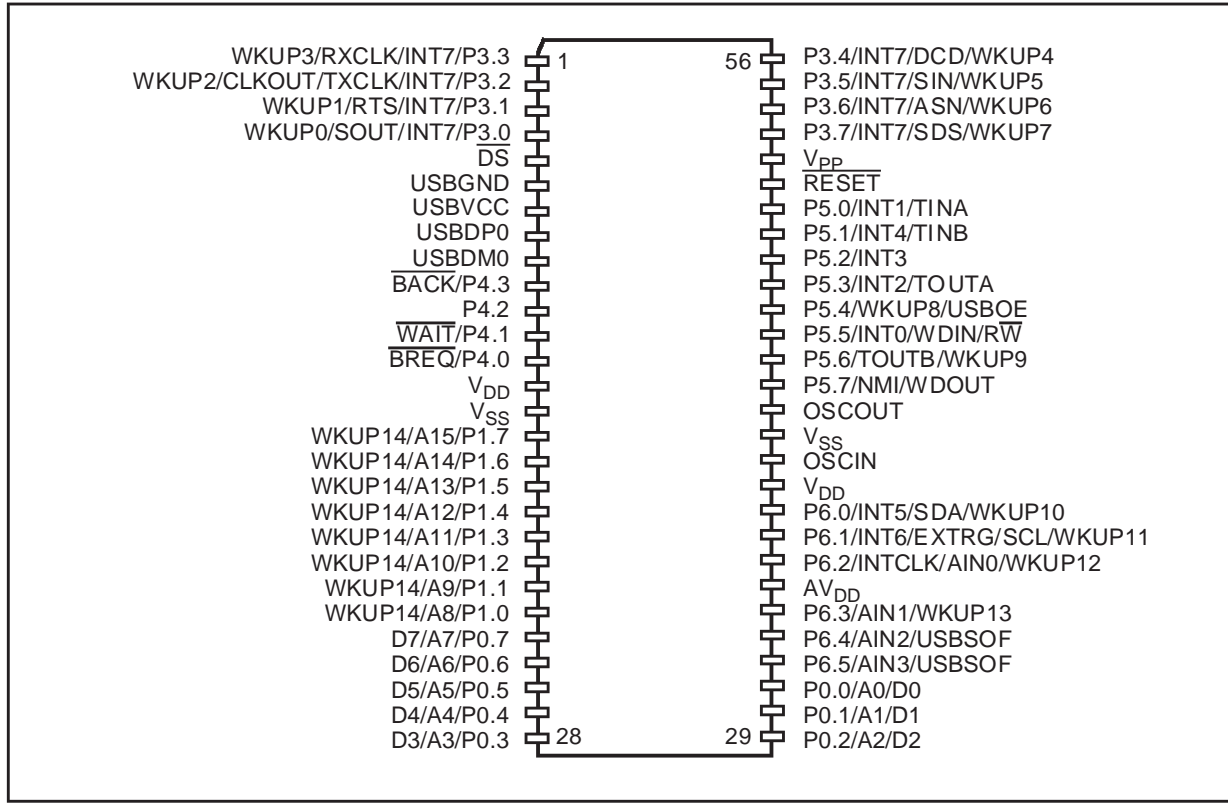 WKUP3/RXCLK/INT7/P3.3
WKUP2/CLKOUT/TXCLK/INT7/P3.2
WKUP1/RTS/INT7/P3.1
WKUP0/SOUT/INT7/P3.0
D̅S̅
USBGND
USBVCC
USBDP0
USBDM0
B̅A̅C̅K̅/P4.3
P4.2
W̅A̅I̅T̅/P4.1
B̅R̅E̅Q̅/P4.0
VDD
VSS
WKUP14/A15/P1.7
WKUP14/A14/P1.6
WKUP14/A13/P1.5
WKUP14/A12/P1.4
WKUP14/A11/P1.3
WKUP14/A10/P1.2
WKUP14/A9/P1.1
WKUP14/A8/P1.0
D7/A7/P0.7
D6/A6/P0.6
D5/A5/P0.5
D4/A4/P0.4
D3/A3/P0.3
1
28
56
29
P3.4/INT7/DCD/WKUP4
P3.5/INT7/SIN/WKUP5
P3.6/INT7/ASN/WKUP6
P3.7/INT7/SDS/WKUP7
VPP
R̅E̅S̅E̅T̅
P5.0/INT1/TINA
P5.1/INT4/TINB
P5.2/INT3
P5.3/INT2/TOUTA
P5.4/WKUP8/USBOE
P5.5/INT0/WDIN/RW̅
P5.6/TOUTB/WKUP9
P5.7/NMI/WDOUT
OSCOUT
VSS
OSCIN
VDD
P6.0/INT5/SDA/WKUP10
P6.1/INT6/EXTRG/SCL/WKUP11
P6.2/INTCLK/AIN0/WKUP12
AVDD
P6.3/AIN1/WKUP13
P6.4/AIN2/USBSOF
P6.5/AIN3/USBSOF
P0.0/A0/D0
P0.1/A1/D1
P0.2/A2/D2